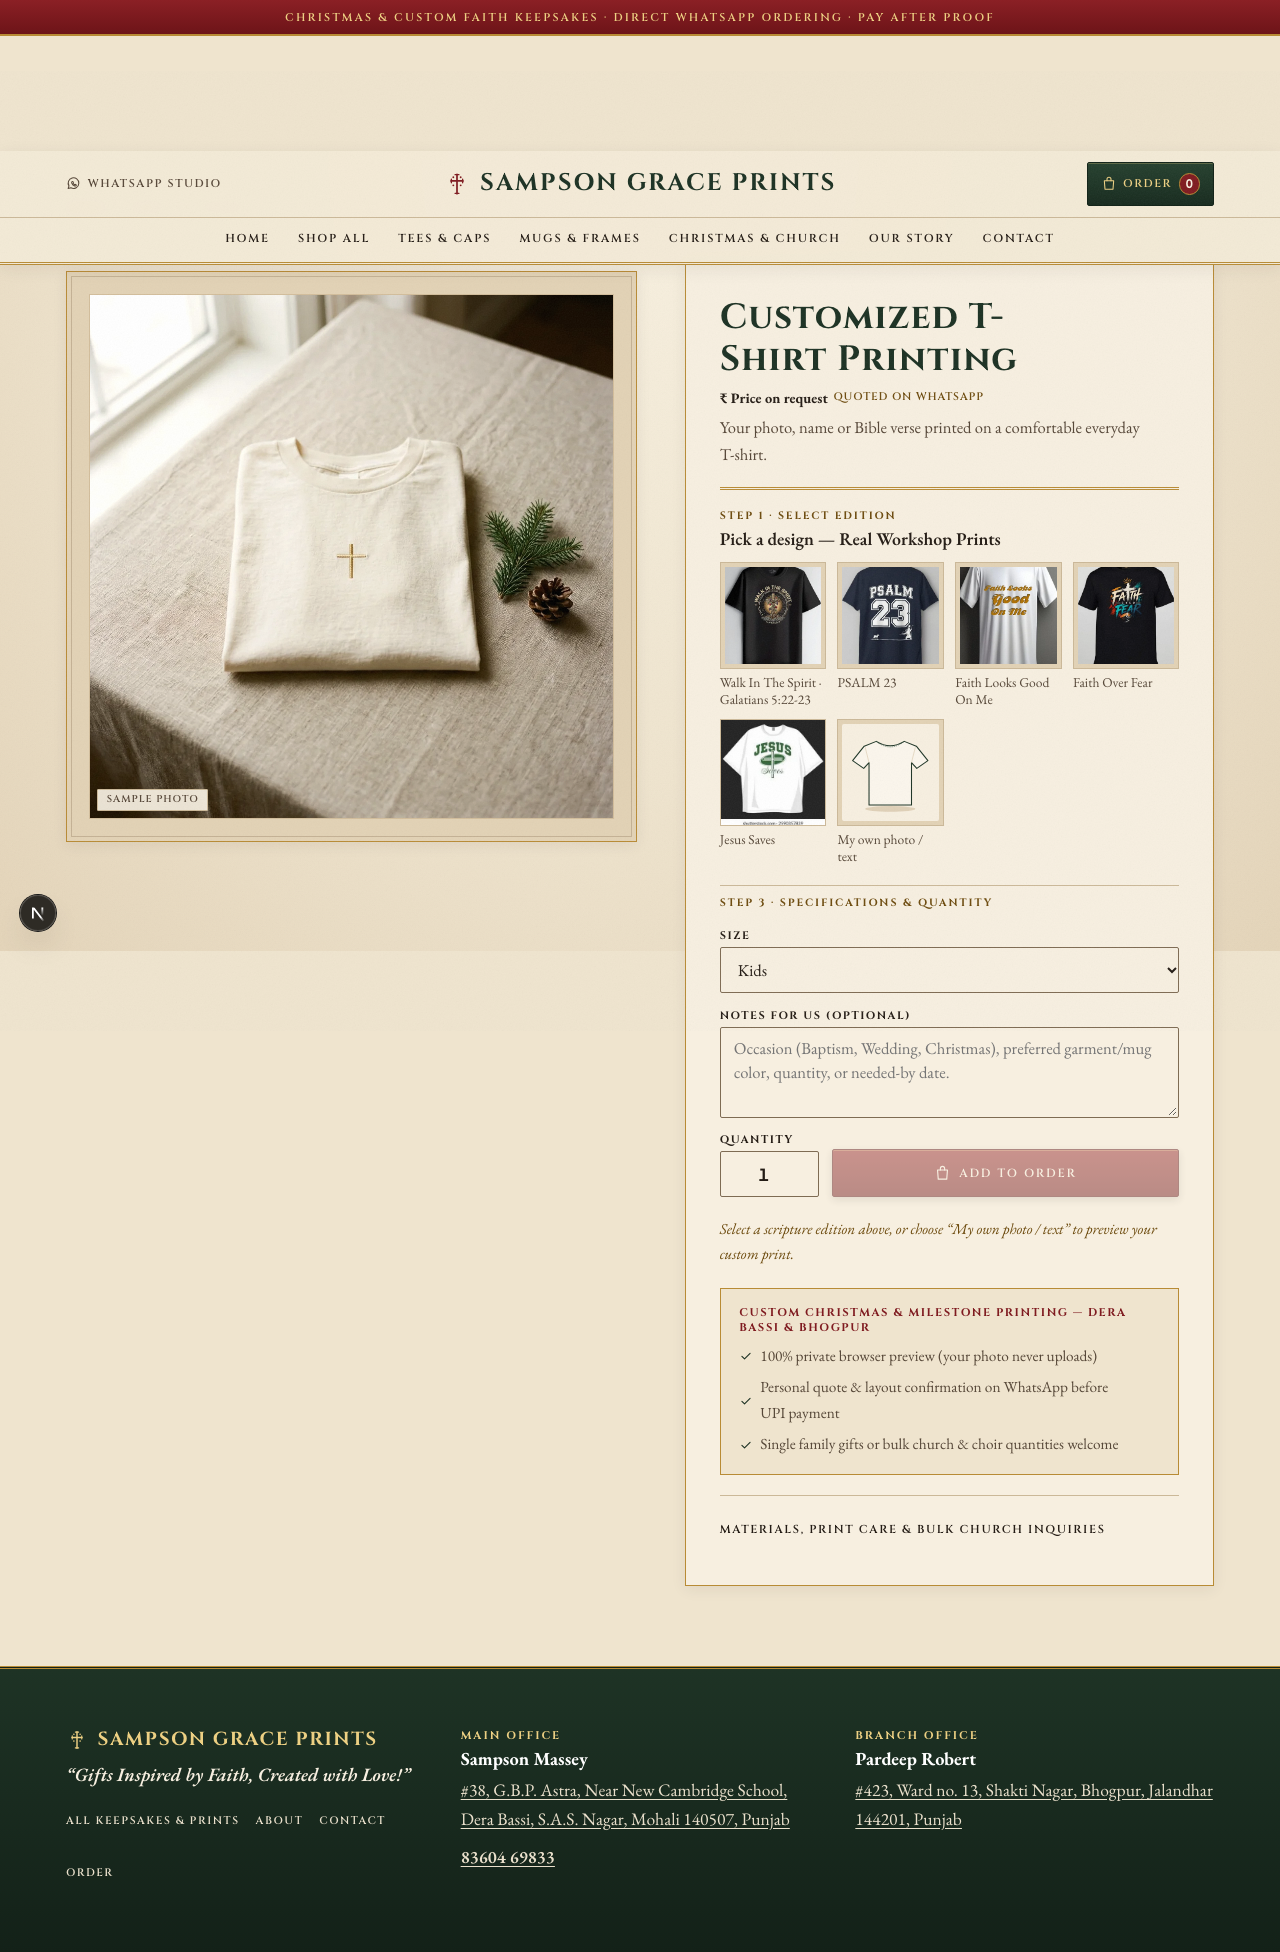 CHRISTMAS & CUSTOM FAITH KEEPSAKES · DIRECT WHATSAPP ORDERING · PAY AFTER PROOF
WHATSAPP STUDIO
SAMPSON GRACE PRINTS
ORDER 0
HOME SHOP ALL TEES & CAPS MUGS & FRAMES CHRISTMAS & CHURCH OUR STORY CONTACT
SAMPLE PHOTO
CUSTOMIZED T-
SHIRT PRINTING
₹ Price on request QUOTED ON WHATSAPP
Your photo, name or Bible verse printed on a comfortable everyday
T-shirt.
STEP 1 · SELECT EDITION
Pick a design — Real Workshop Prints
WALK IN THE SPIRIT
PSALM
23
Faith Looks
Good
On Me
FAITH
FEAR
Walk In The Spirit ·
Galatians 5:22-23
PSALM 23
Faith Looks Good
On Me
Faith Over Fear
JESUS
Saves
Jesus Saves
My own photo /
text
STEP 3 · SPECIFICATIONS & QUANTITY
SIZE
Kids
NOTES FOR US (OPTIONAL)
Occasion (Baptism, Wedding, Christmas), preferred garment/mug
color, quantity, or needed-by date.
QUANTITY
1
ADD TO ORDER
Select a scripture edition above, or choose “My own photo / text” to preview your
custom print.
CUSTOM CHRISTMAS & MILESTONE PRINTING — DERA
BASSI & BHOGPUR
100% private browser preview (your photo never uploads)
Personal quote & layout confirmation on WhatsApp before
UPI payment
Single family gifts or bulk church & choir quantities welcome
MATERIALS, PRINT CARE & BULK CHURCH INQUIRIES
N
SAMPSON GRACE PRINTS
“Gifts Inspired by Faith, Created with Love!”
ALL KEEPSAKES & PRINTS ABOUT CONTACT
ORDER
MAIN OFFICE
Sampson Massey
#38, G.B.P. Astra, Near New Cambridge School,
Dera Bassi, S.A.S. Nagar, Mohali 140507, Punjab
83604 69833
BRANCH OFFICE
Pardeep Robert
#423, Ward no. 13, Shakti Nagar, Bhogpur, Jalandhar
144201, Punjab